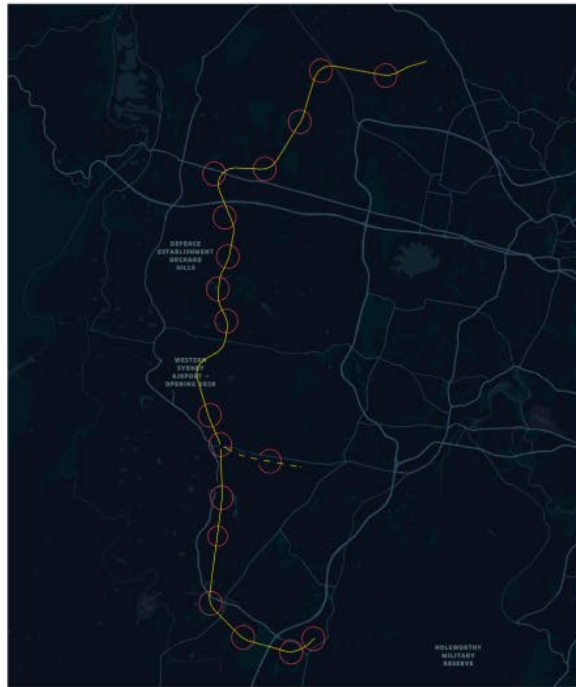 DEFENCE
ESTABLISHMENT
ORCHARD
HILLS
WESTERN
SYDNEY
AIRPORT –
OPENING 2026
HOLSWORTHY
MILITARY
RESERVE